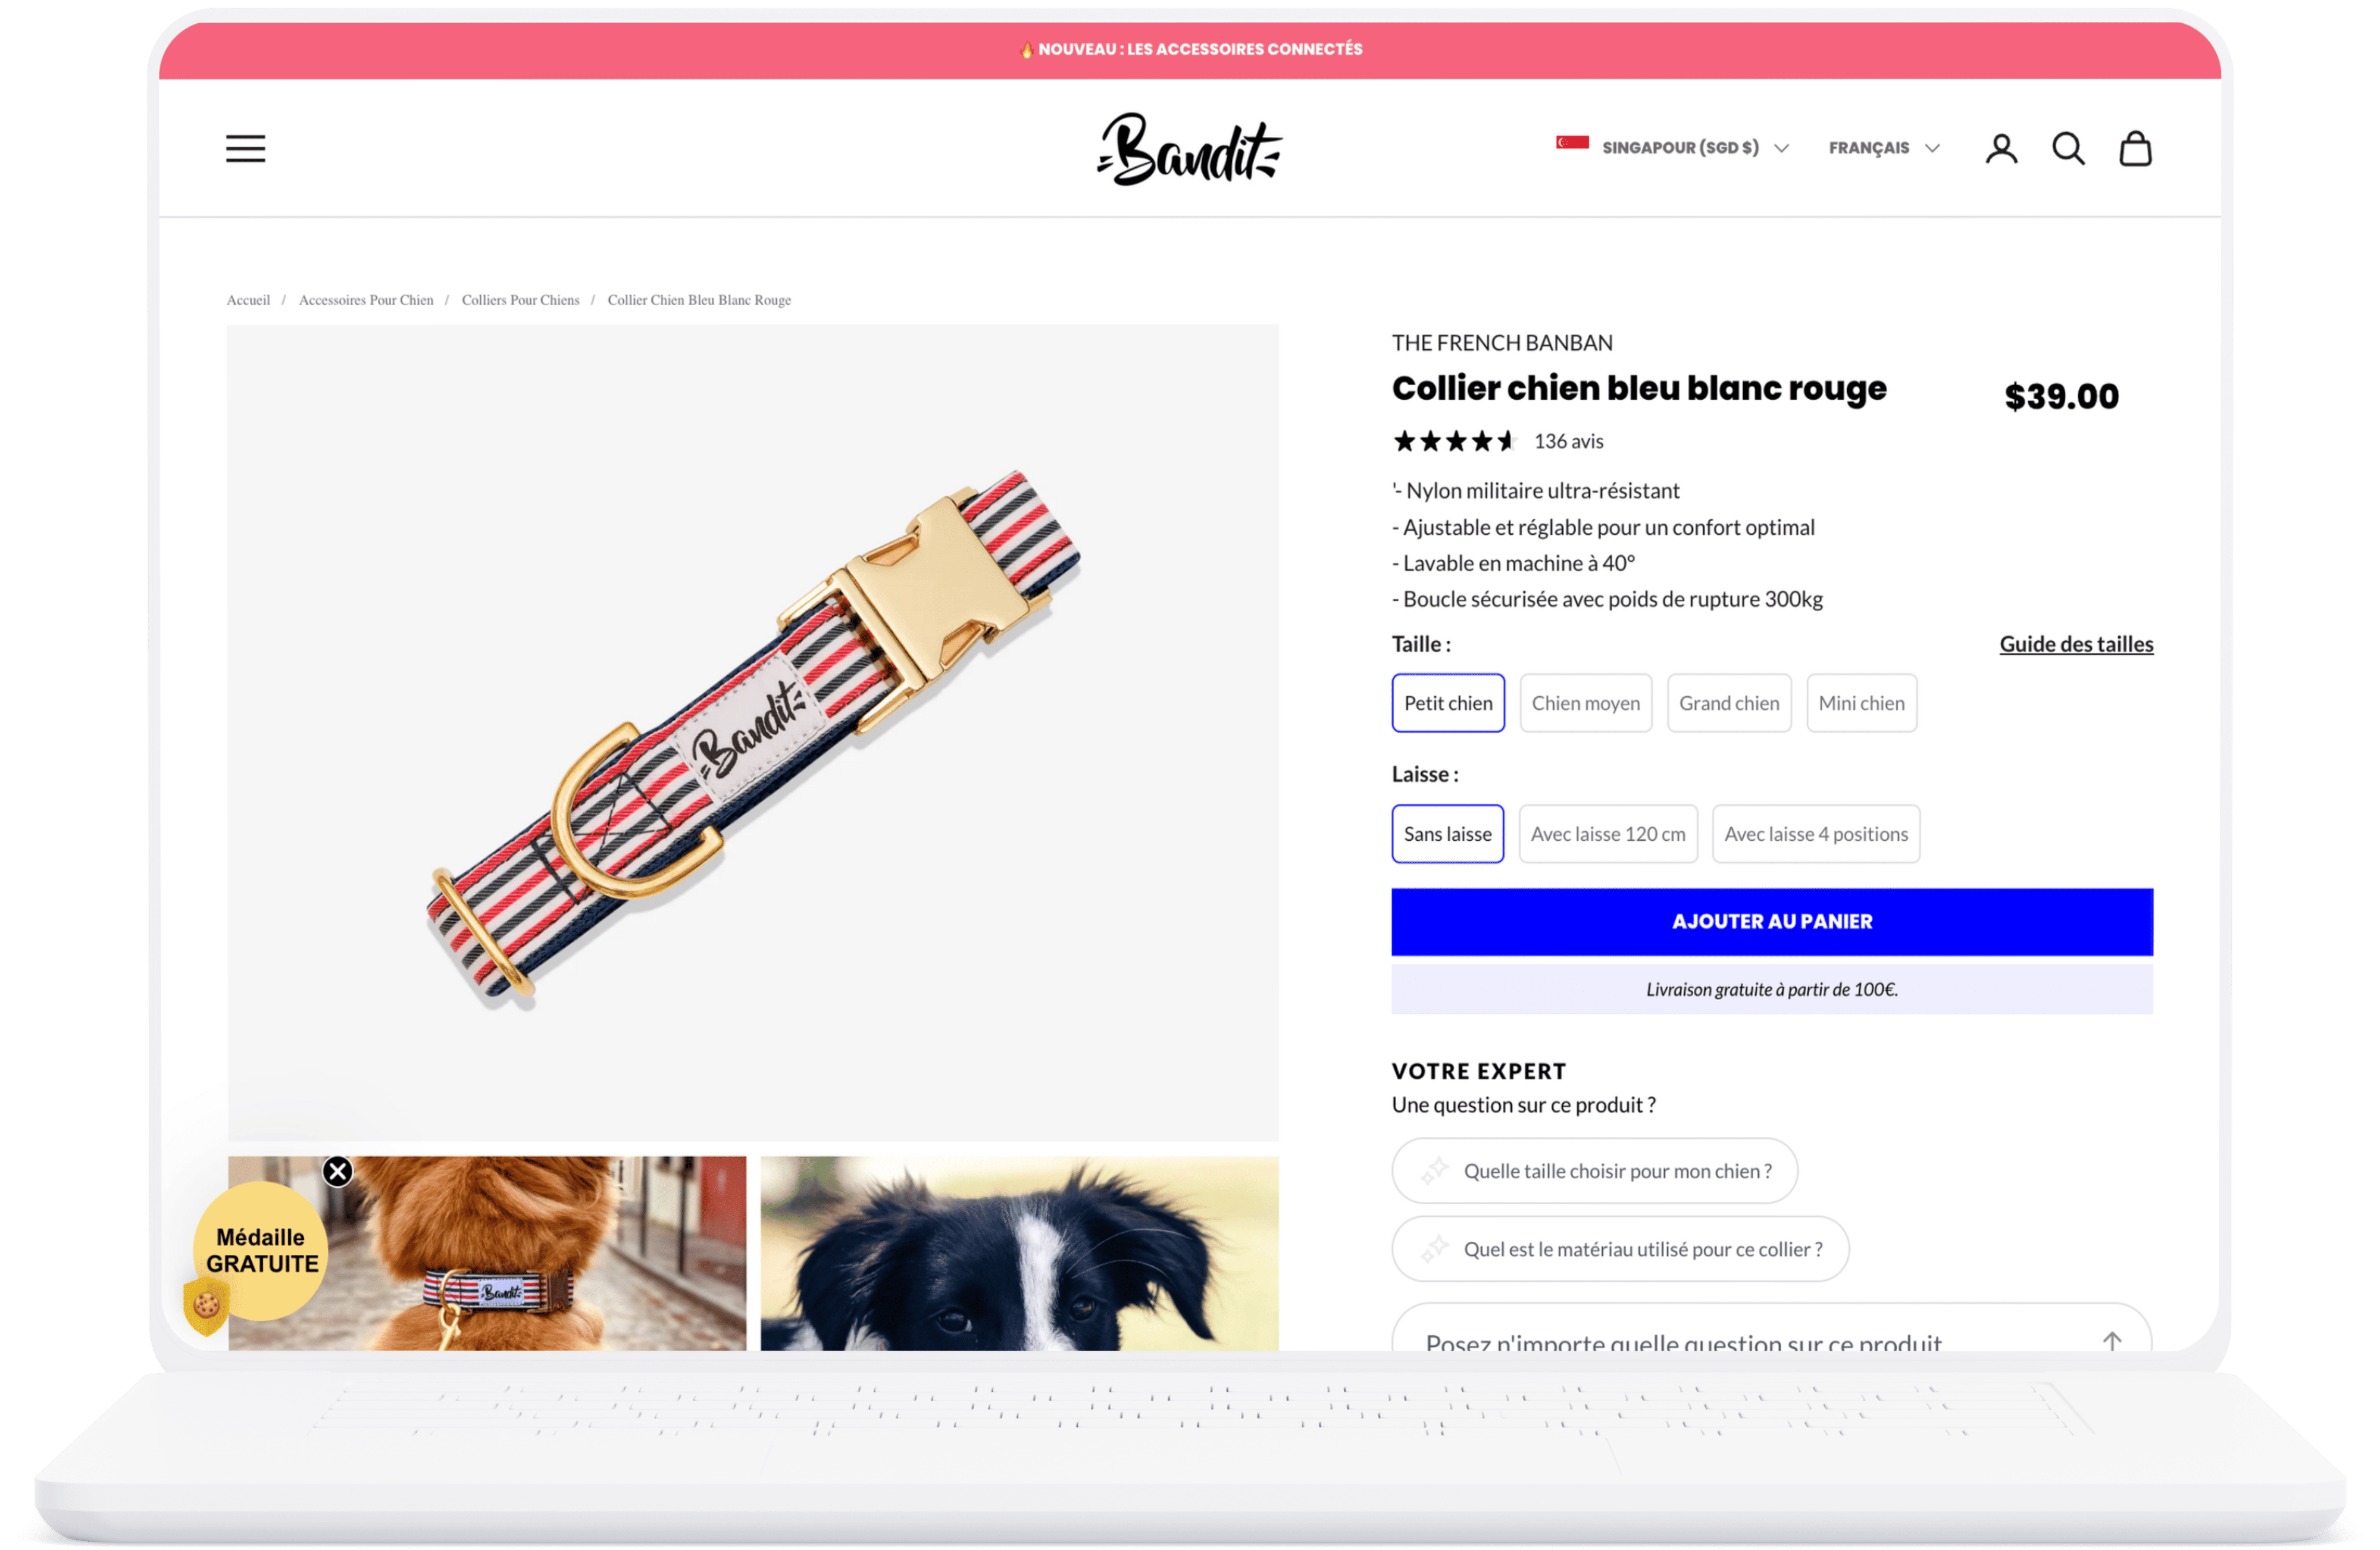 🔥 NOUVEAU : LES ACCESSOIRES CONNECTÉS
Bandit
SINGAPOUR (SGD $)
FRANÇAIS
Accueil / Accessoires Pour Chien / Colliers Pour Chiens / Collier Chien Bleu Blanc Rouge
THE FRENCH BANBAN
Collier chien bleu blanc rouge
$39.00
136 avis
'- Nylon militaire ultra-résistant
- Ajustable et réglable pour un confort optimal
- Lavable en machine à 40°
- Boucle sécurisée avec poids de rupture 300kg
Taille :
Guide des tailles
Petit chien
Chien moyen
Grand chien
Mini chien
Laisse :
Sans laisse
Avec laisse 120 cm
Avec laisse 4 positions
AJOUTER AU PANIER
Livraison gratuite à partir de 100€.
VOTRE EXPERT
Une question sur ce produit ?
Quelle taille choisir pour mon chien ?
Quel est le matériau utilisé pour ce collier ?
Posez n'importe quelle question sur ce produit
Bandit
Médaille
GRATUITE
Bandit